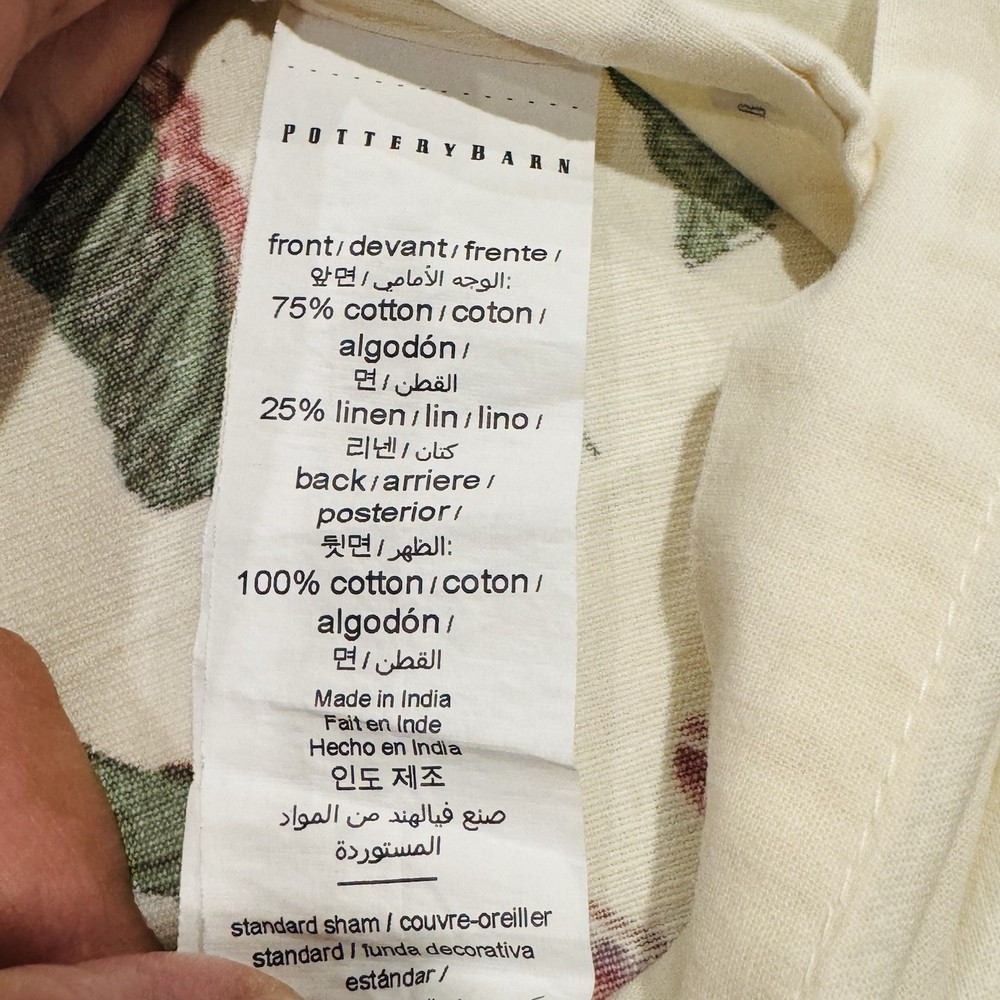 POTTERYBARN
front / devant / frente /
앞면 / الوجه الأمامي:
75% cotton / coton /
algodón /
면 / القطن
25% linen / lin / lino /
리넨 / كتان
back / arriere /
posterior /
뒷면 / الظهر:
100% cotton / coton /
algodón /
면 / القطن
Made in India
Fait en Inde
Hecho en India
인도 제조
صنع فيالهند من المواد
المستوردة
standard sham / couvre-oreiller
standard / funda decorativa
estándar /